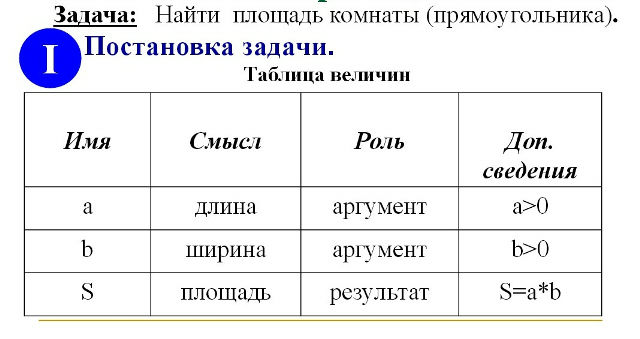 Задача: Найти площадь комнаты (прямоугольника).
I Постановка задачи.
Таблица величин
Имя Смысл Роль Доп. сведения
a длина аргумент a>0
b ширина аргумент b>0
S площадь результат S=a*b